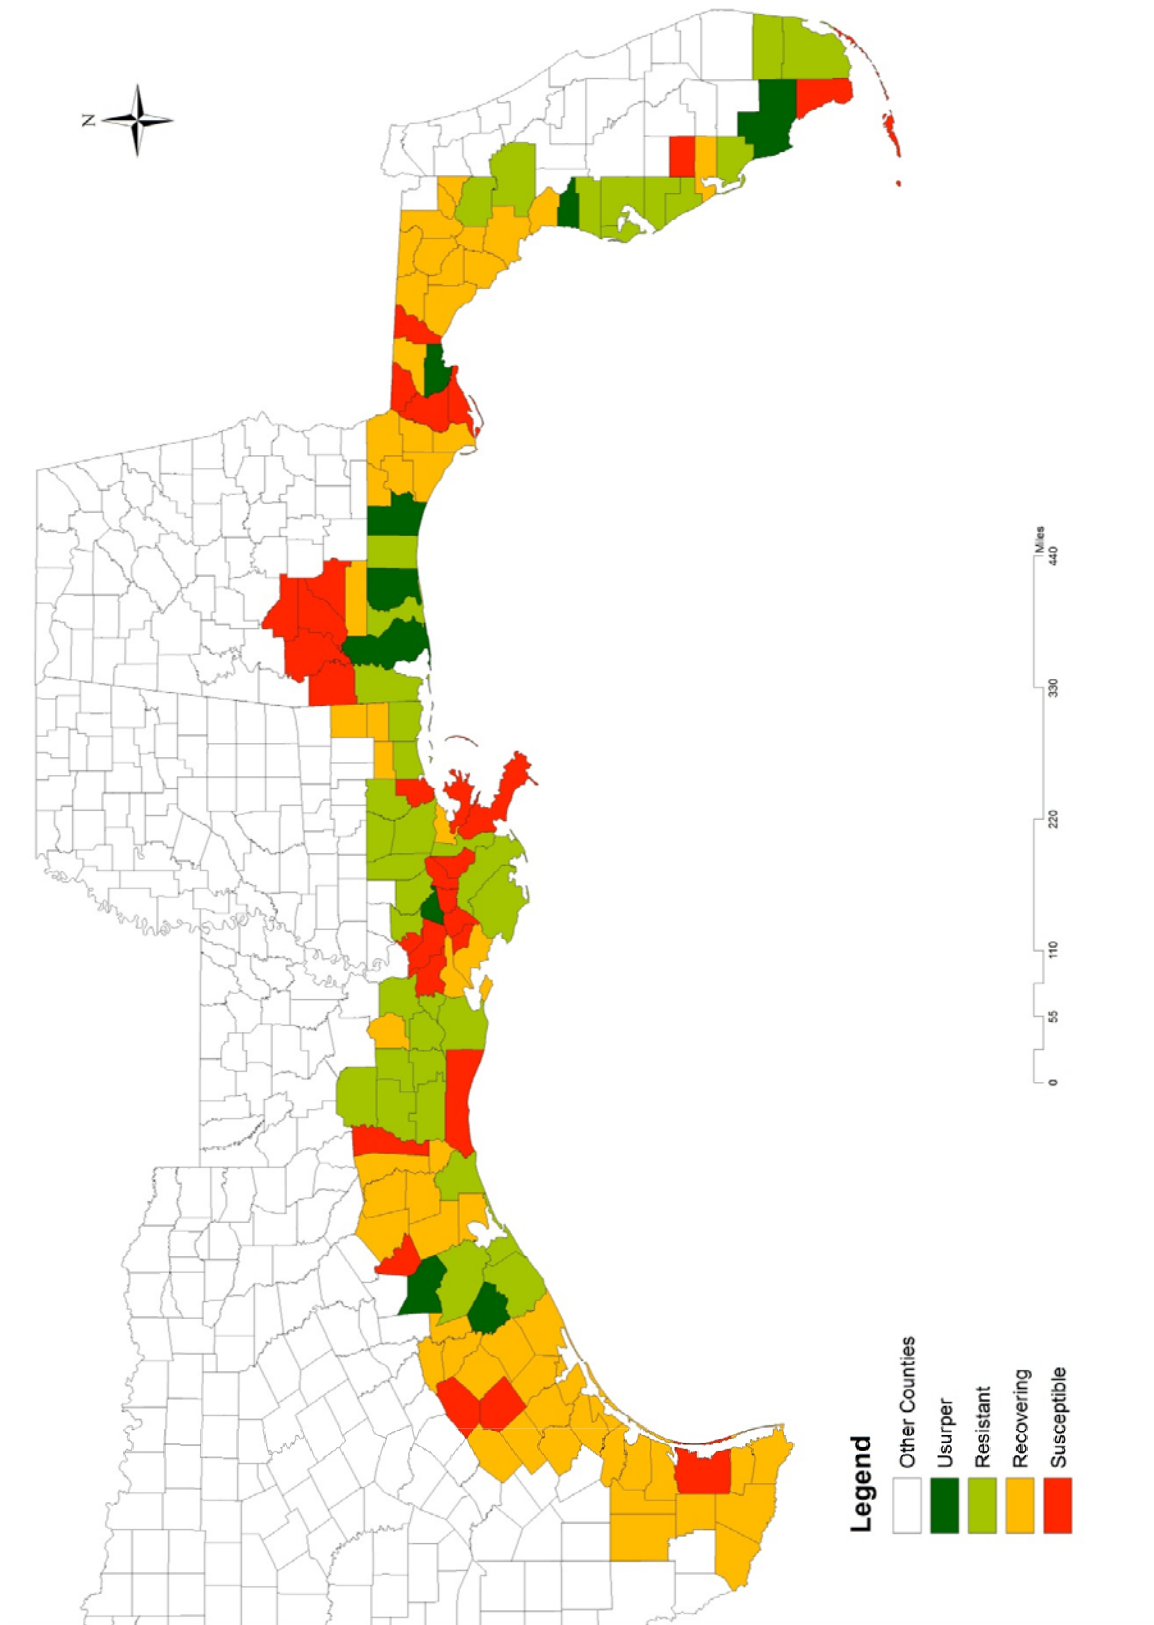 N
0 55 110 220 330 440
Miles
Legend
Other Counties
Usurper
Resistant
Recovering
Susceptible